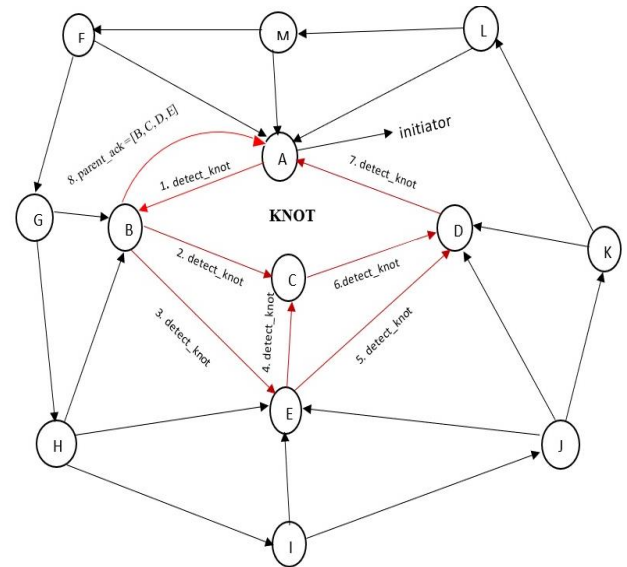 F
M
L
8.parent_ack=[B,C,D,E]
initiator
A
1. detect_knot
7. detect_knot
G
B
KNOT
D
K
2. detect_knot
C
6.detect_knot
3. detect_knot
4. detect_knot
5. detect_knot
E
H
J
I